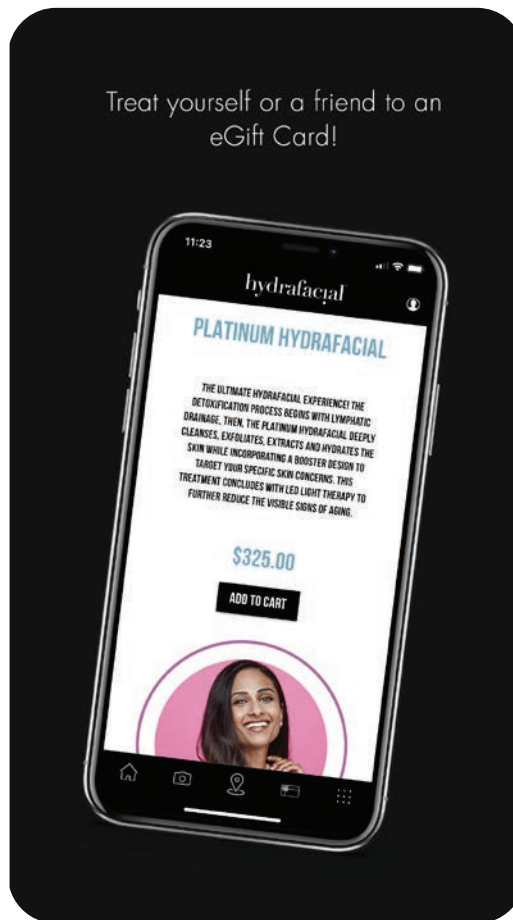 Treat yourself or a friend to an
eGift Card!
11:23
hydrafacial
PLATINUM HYDRAFACIAL
THE ULTIMATE HYDRAFACIAL EXPERIENCE! THE
DETOXIFICATION PROCESS BEGINS WITH LYMPHATIC
DRAINAGE, THEN, THE PLATINUM HYDRAFACIAL DEEPLY
CLEANSES, EXFOLIATES, EXTRACTS AND HYDRATES THE
SKIN WHILE INCORPORATING A BOOSTER DESIGN TO
TARGET YOUR SPECIFIC SKIN CONCERNS. THIS
TREATMENT CONCLUDES WITH LED LIGHT THERAPY TO
FURTHER REDUCE THE VISIBLE SIGNS OF AGING.
$325.00
ADD TO CART